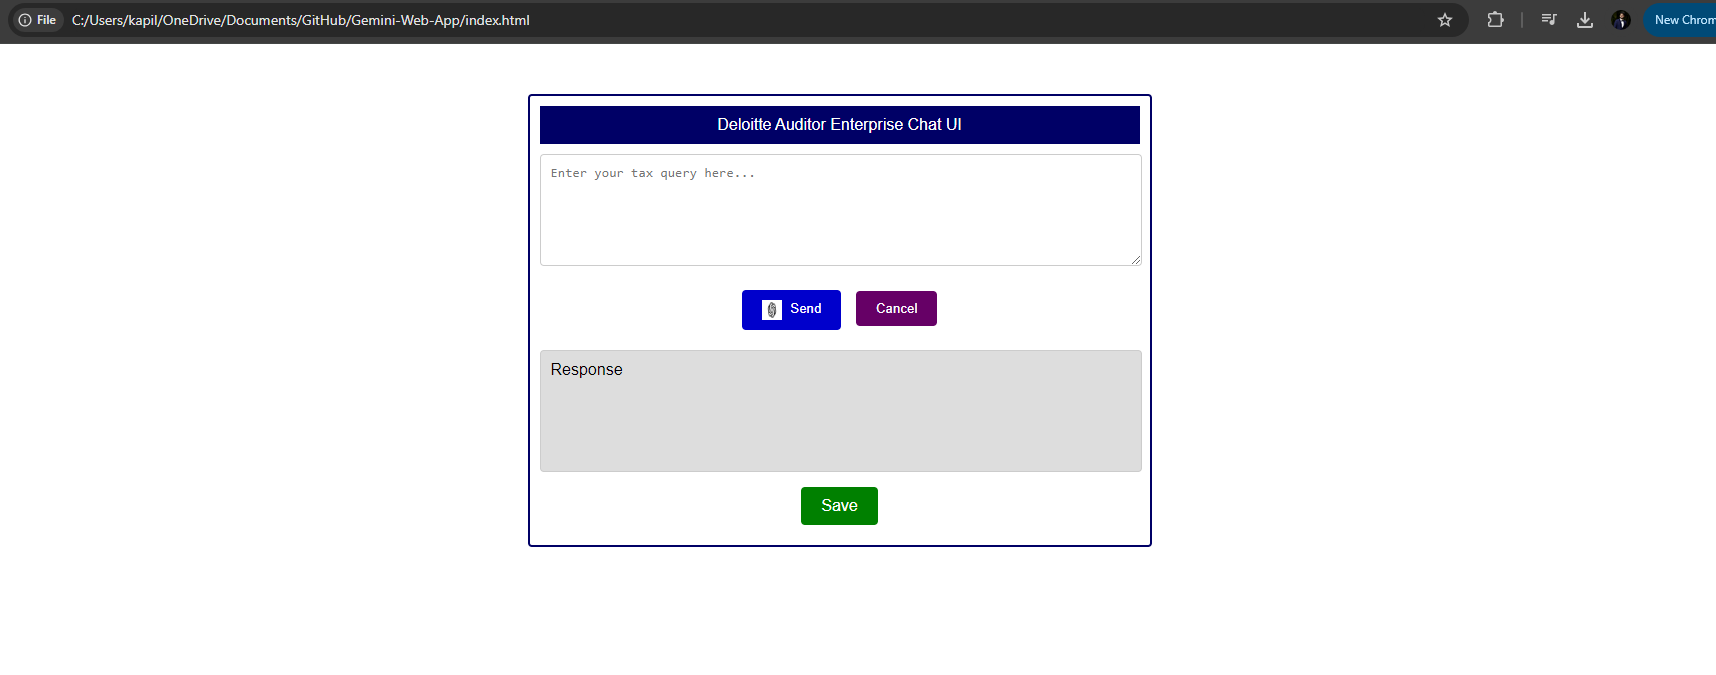 File C:/Users/kapil/OneDrive/Documents/GitHub/Gemini-Web-App/index.html New Chrom
Deloitte Auditor Enterprise Chat UI
Enter your tax query here...
Send Cancel
Response
Save